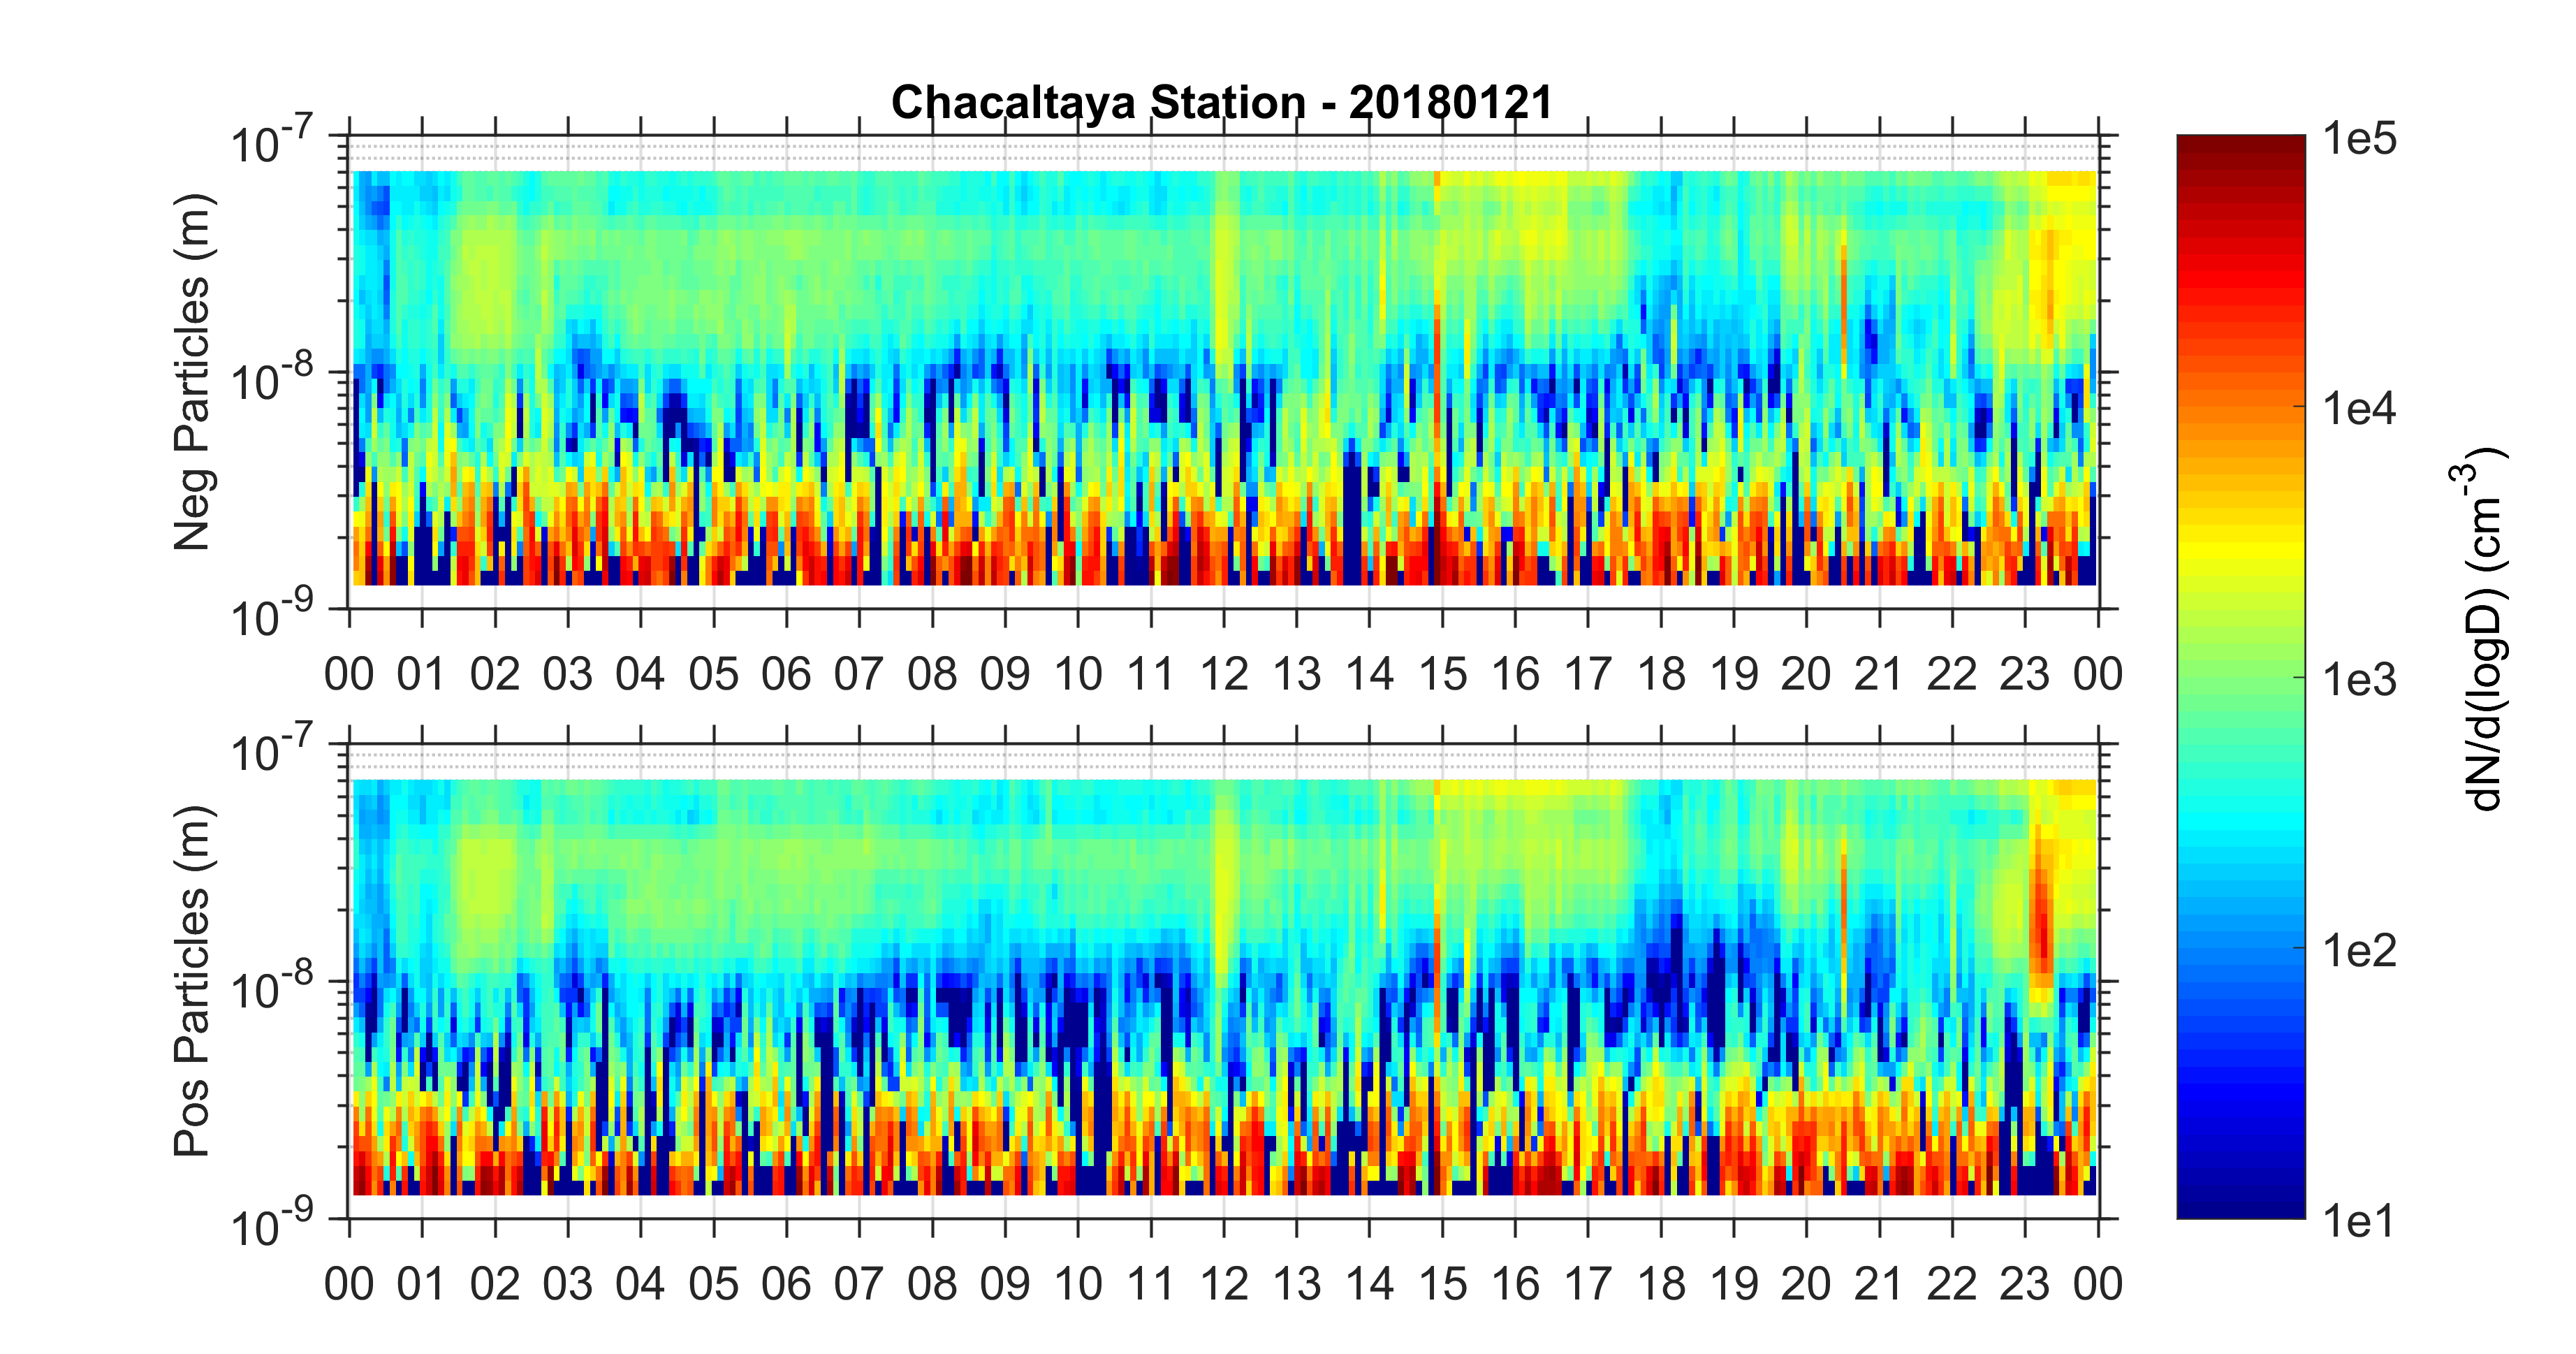 Chacaltaya Station - 20180121
Neg Particles (m)
10-7
10-8
10-9
00 01 02 03 04 05 06 07 08 09 10 11 12 13 14 15 16 17 18 19 20 21 22 23 00
Pos Particles (m)
10-7
10-8
10-9
00 01 02 03 04 05 06 07 08 09 10 11 12 13 14 15 16 17 18 19 20 21 22 23 00
1e5
1e4
1e3
1e2
1e1
dN/d(logD) (cm-3)